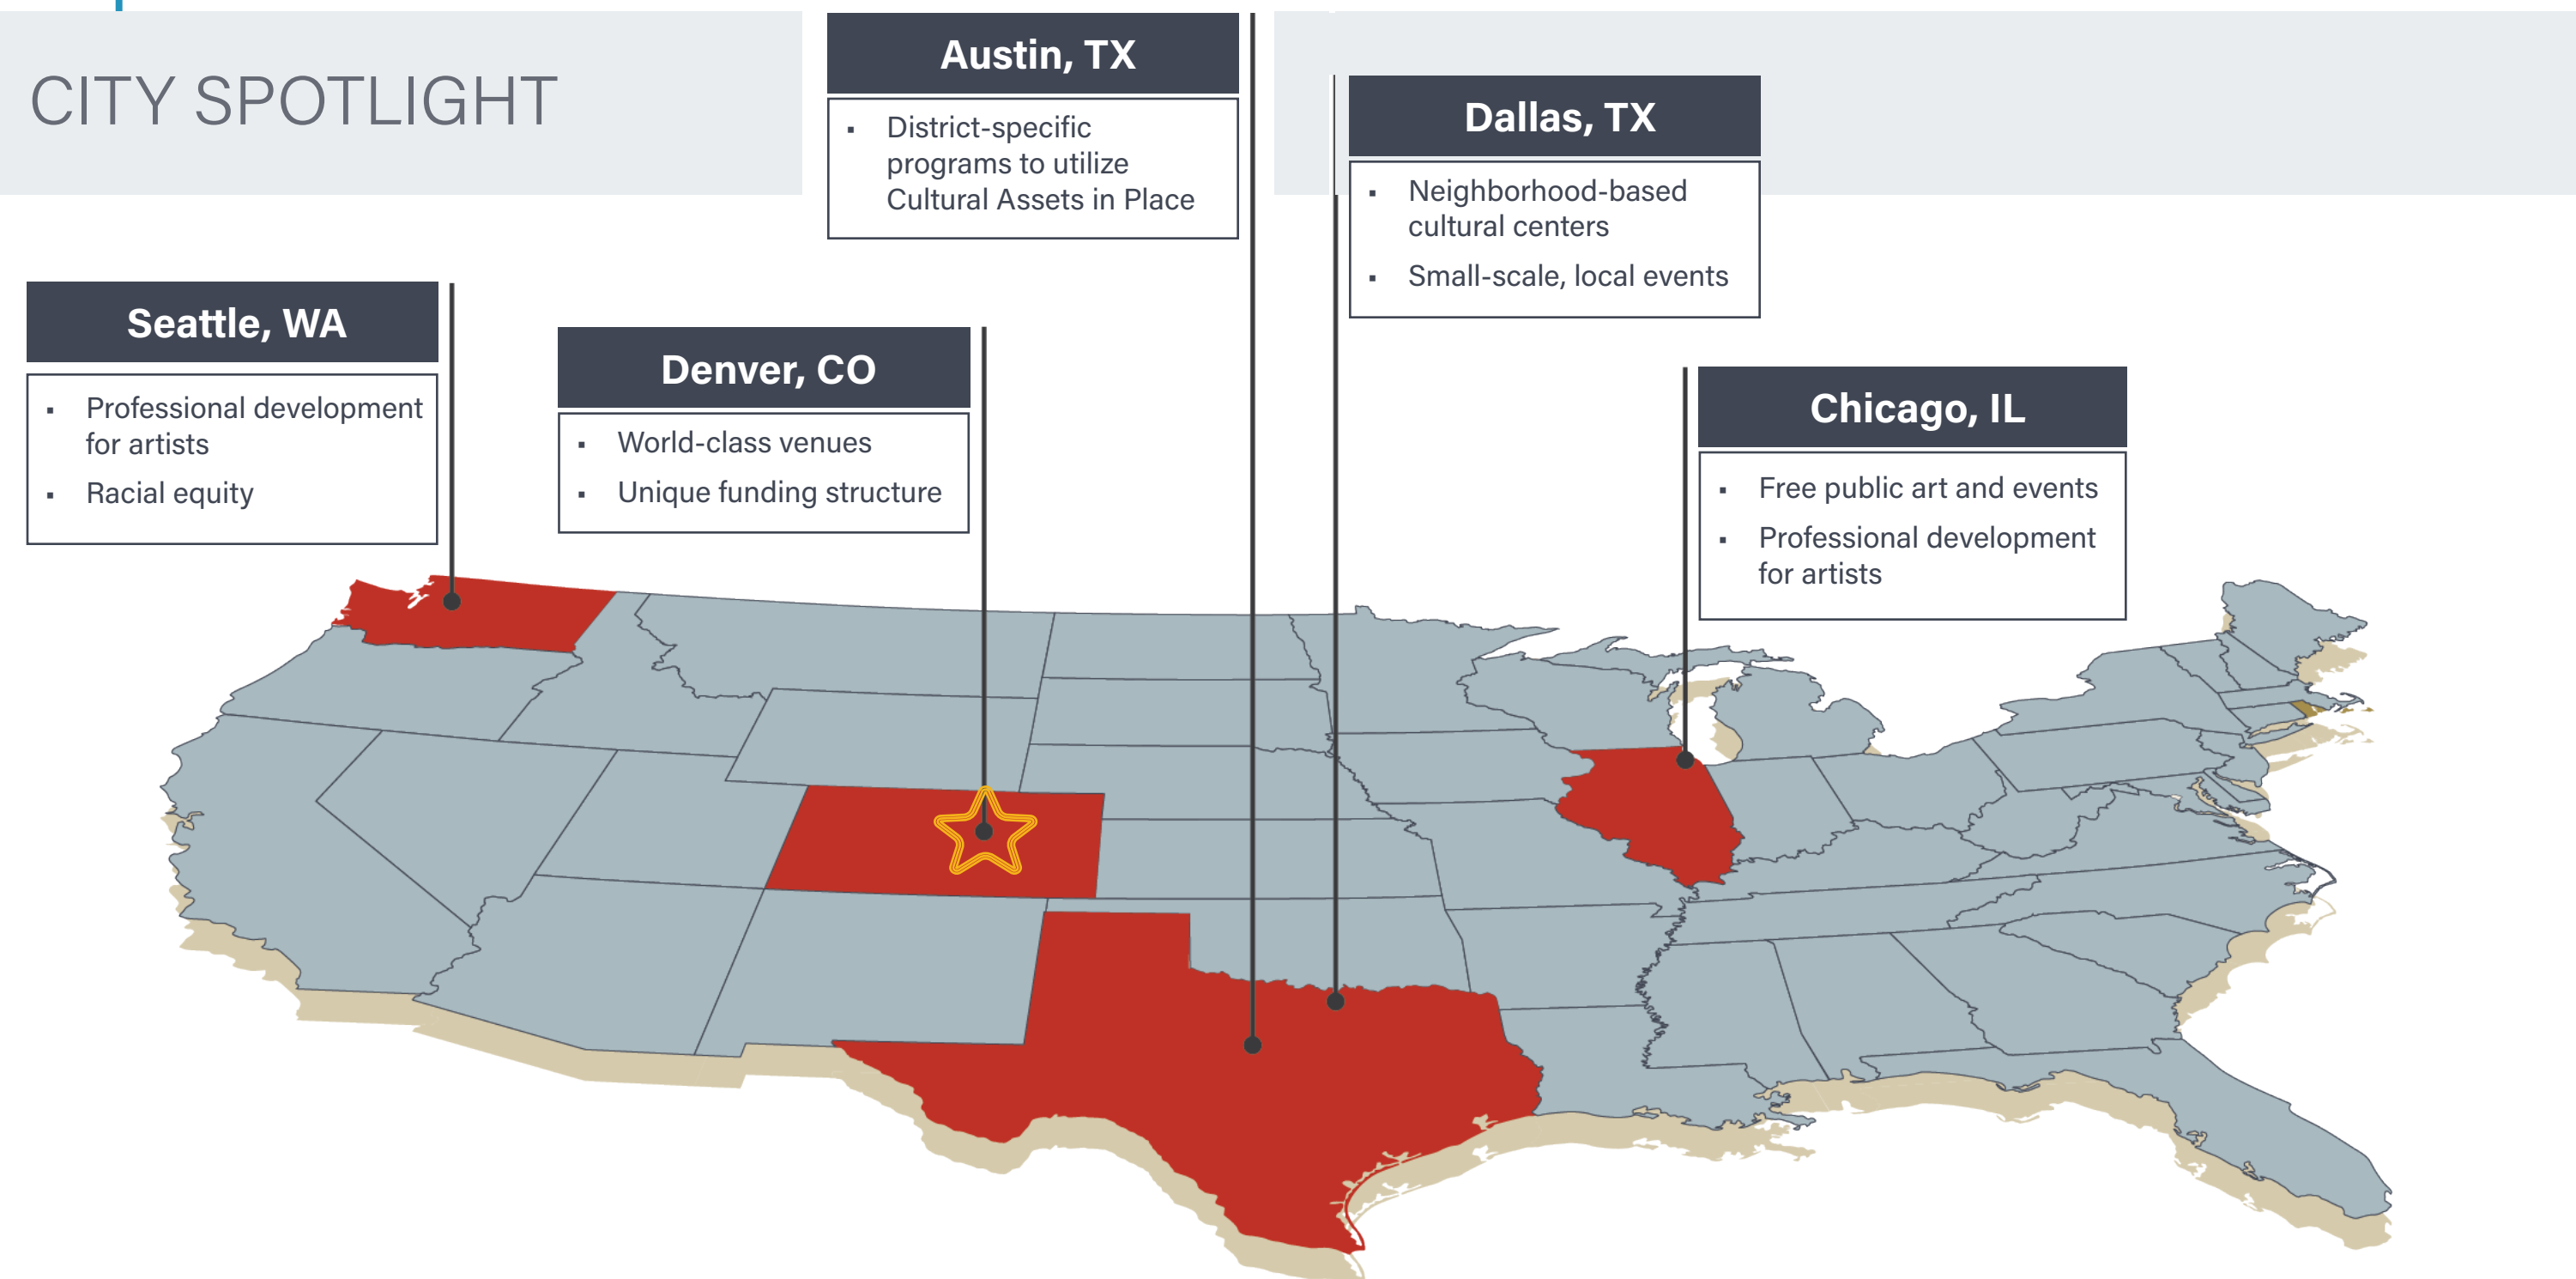 CITY SPOTLIGHT
Austin, TX
▪ District-specific
programs to utilize
Cultural Assets in Place
Dallas, TX
▪ Neighborhood-based
cultural centers
▪ Small-scale, local events
Seattle, WA
▪ Professional development
for artists
▪ Racial equity
Denver, CO
▪ World-class venues
▪ Unique funding structure
Chicago, IL
▪ Free public art and events
▪ Professional development
for artists